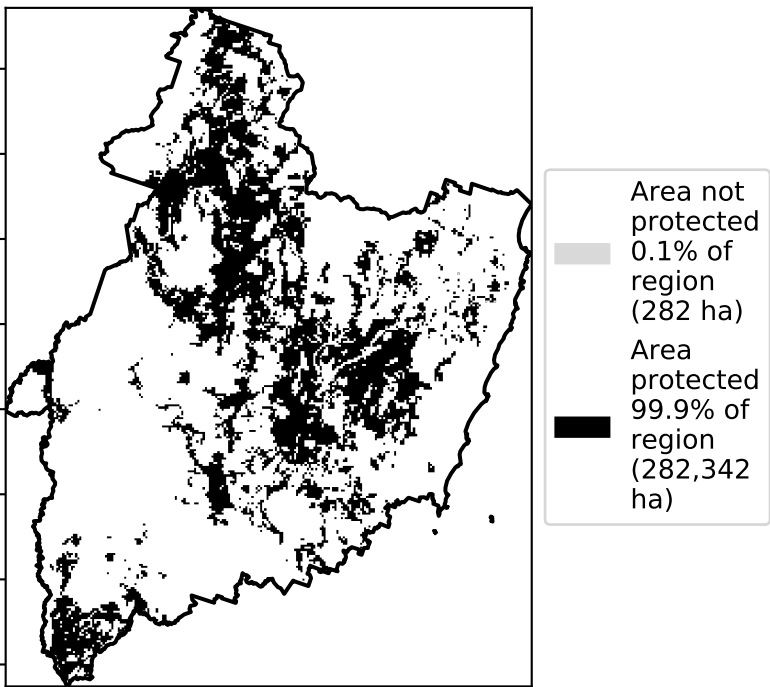 Area not
protected
0.1% of
region
(282 ha)
Area
protected
99.9% of
region
(282,342
ha)